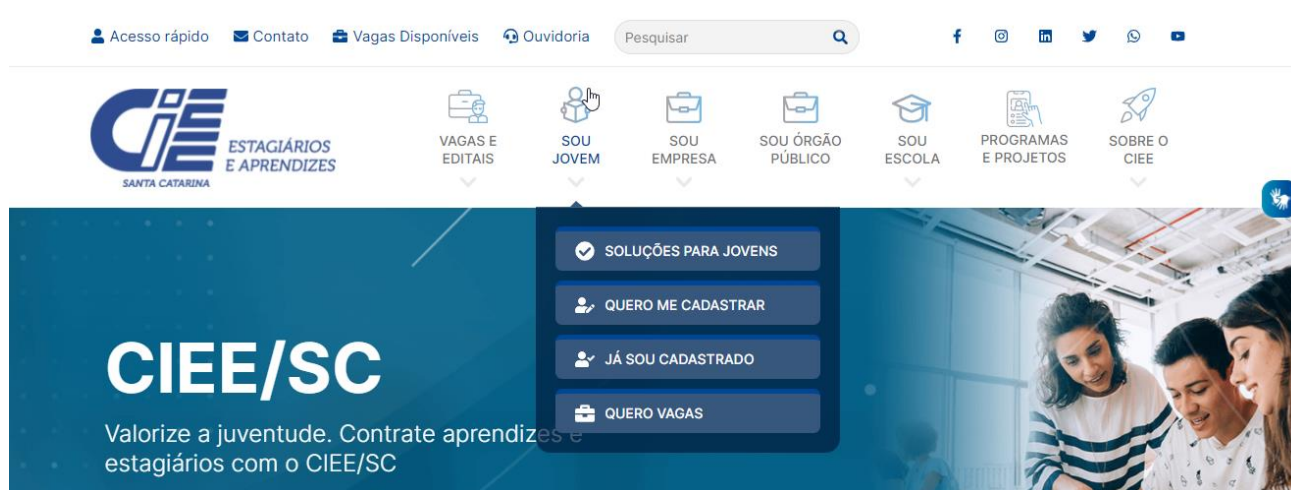 Acesso rápido Contato Vagas Disponíveis Ouvidoria Pesquisar
CIEE
ESTAGIÁRIOS
E APRENDIZES
SANTA CATARINA
VAGAS E
EDITAIS
SOU
JOVEM
SOU
EMPRESA
SOU ÓRGÃO
PÚBLICO
SOU
ESCOLA
PROGRAMAS
E PROJETOS
SOBRE O
CIEE
SOLUÇÕES PARA JOVENS
QUERO ME CADASTRAR
JÁ SOU CADASTRADO
QUERO VAGAS
CIEE/SC
Valorize a juventude. Contrate aprendizes e
estagiários com o CIEE/SC